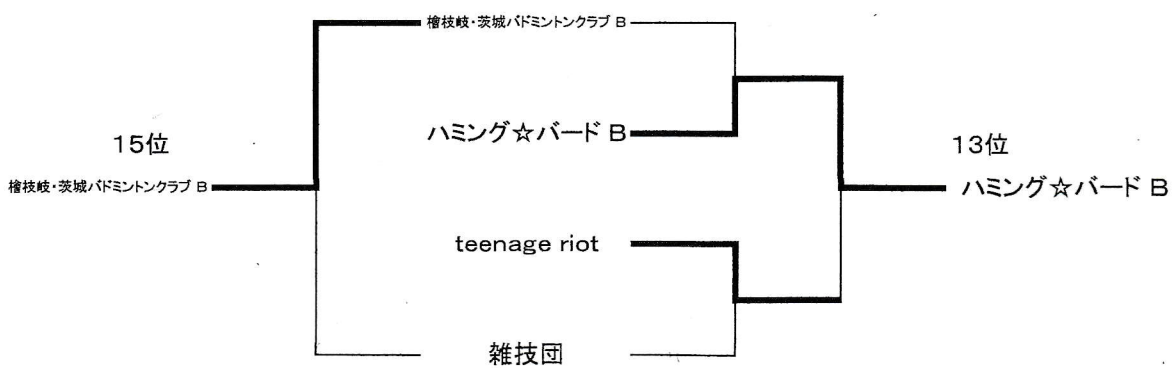 檜枝岐・茨城バドミントンクラブ B
ハミング☆バード B
15位
13位
檜枝岐・茨城バドミントンクラブ B
ハミング☆バード B
teenage riot
雑技団